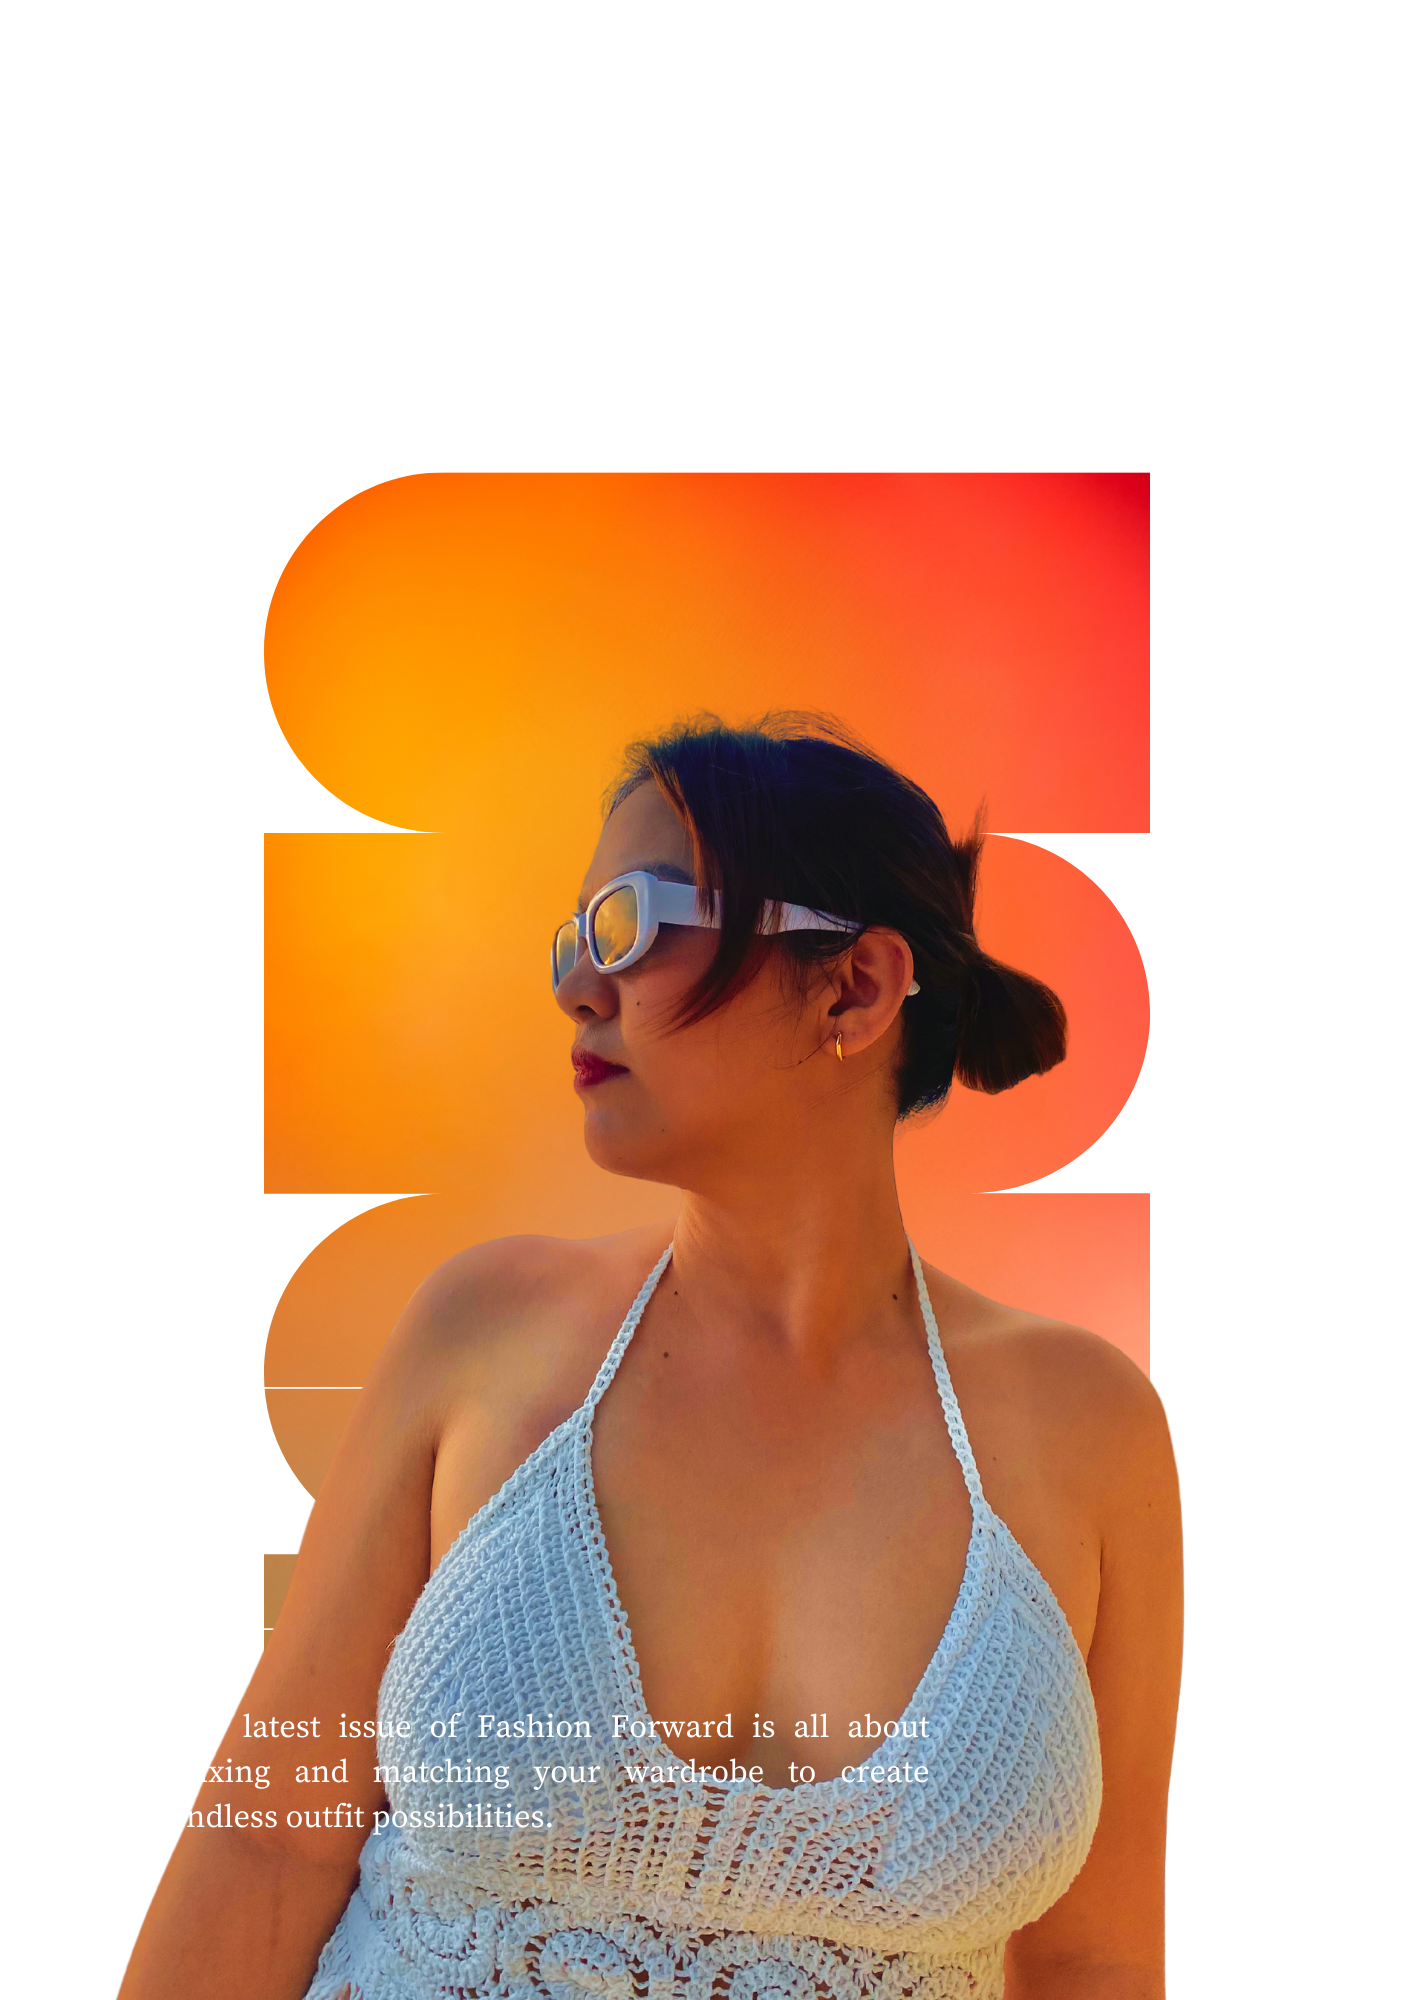 latest issue of Fashion Forward is all about
and matching your wardrobe to create
outfit possibilities.